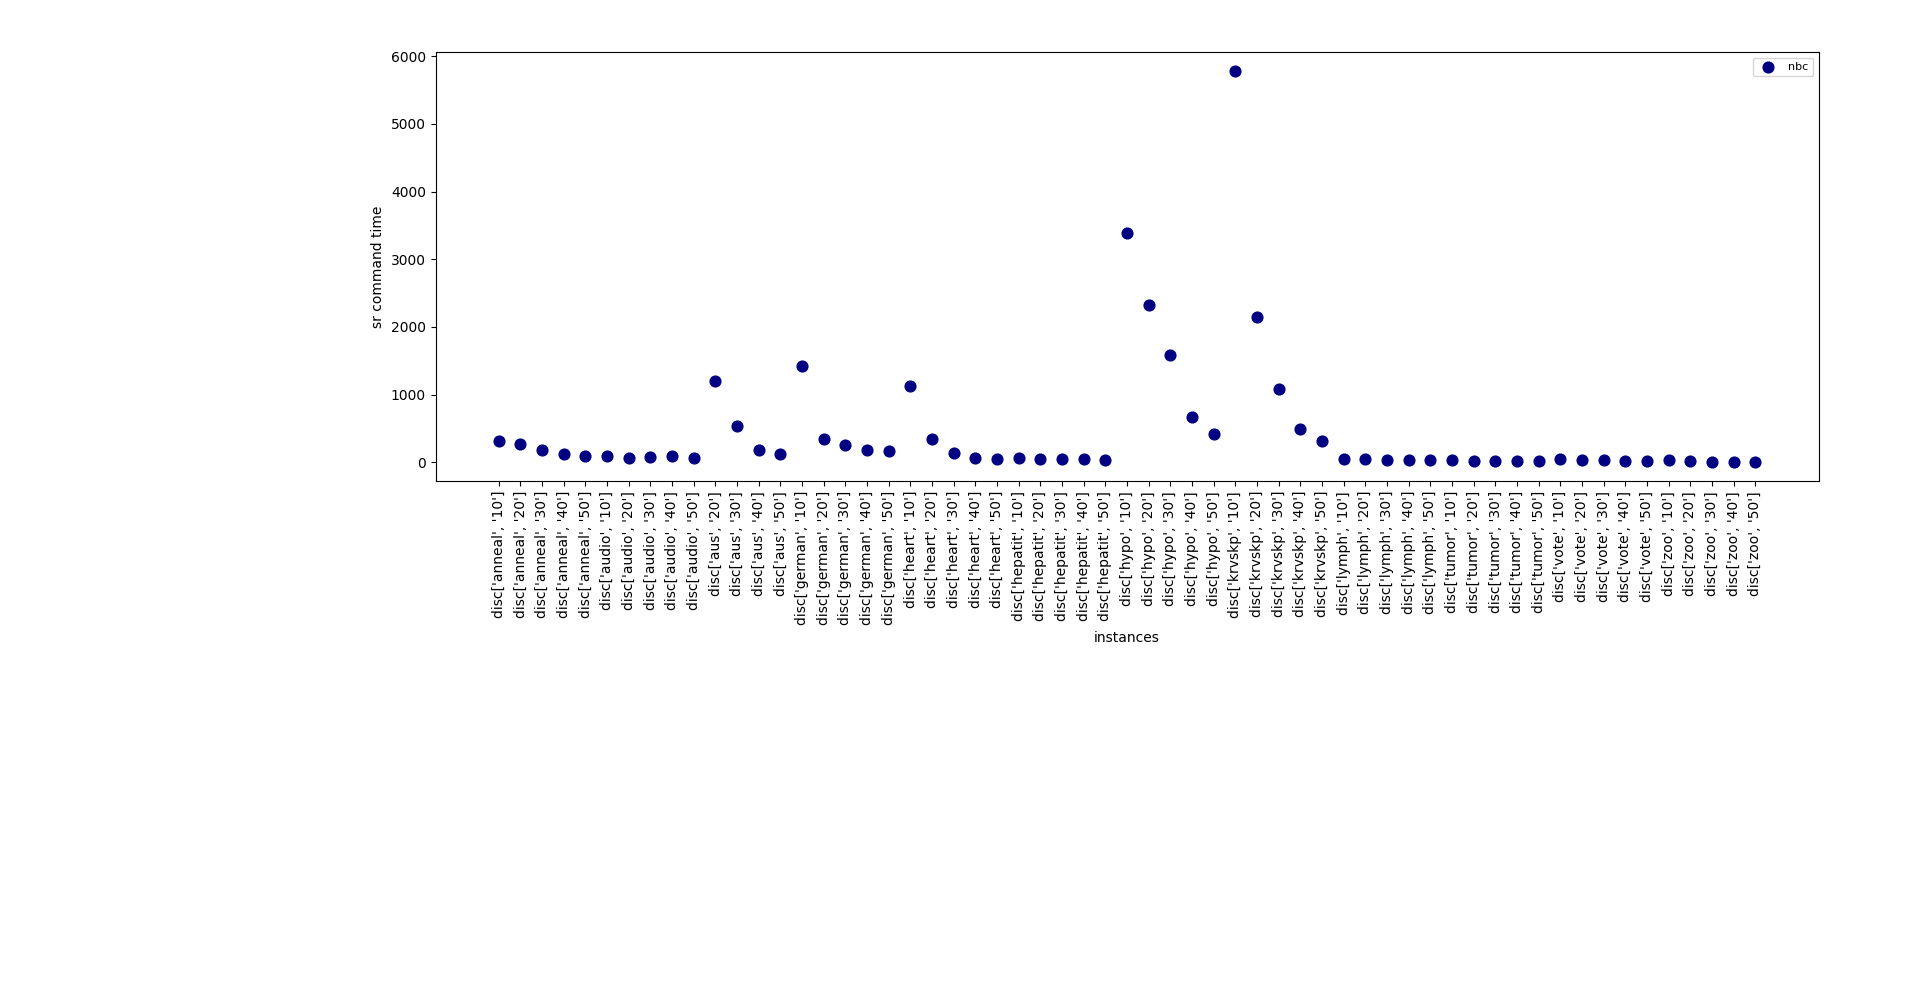 6000
5000
4000
3000
2000
1000
0
sr command time
nbc
disc['anneal', '10']
disc['anneal', '20']
disc['anneal', '30']
disc['anneal', '40']
disc['anneal', '50']
disc['audio', '10']
disc['audio', '20']
disc['audio', '30']
disc['audio', '40']
disc['audio', '50']
disc['aus', '20']
disc['aus', '30']
disc['aus', '40']
disc['aus', '50']
disc['german', '10']
disc['german', '20']
disc['german', '30']
disc['german', '40']
disc['german', '50']
disc['heart', '10']
disc['heart', '20']
disc['heart', '30']
disc['heart', '40']
disc['heart', '50']
disc['hepatit', '10']
disc['hepatit', '20']
disc['hepatit', '30']
disc['hepatit', '40']
disc['hepatit', '50']
disc['hypo', '10']
disc['hypo', '20']
disc['hypo', '30']
disc['hypo', '40']
disc['hypo', '50']
disc['krvskp', '10']
disc['krvskp', '20']
disc['krvskp', '30']
disc['krvskp', '40']
disc['krvskp', '50']
disc['lymph', '10']
disc['lymph', '20']
disc['lymph', '30']
disc['lymph', '40']
disc['lymph', '50']
disc['tumor', '10']
disc['tumor', '20']
disc['tumor', '30']
disc['tumor', '40']
disc['tumor', '50']
disc['vote', '10']
disc['vote', '20']
disc['vote', '30']
disc['vote', '40']
disc['vote', '50']
disc['zoo', '10']
disc['zoo', '20']
disc['zoo', '30']
disc['zoo', '40']
disc['zoo', '50']
instances